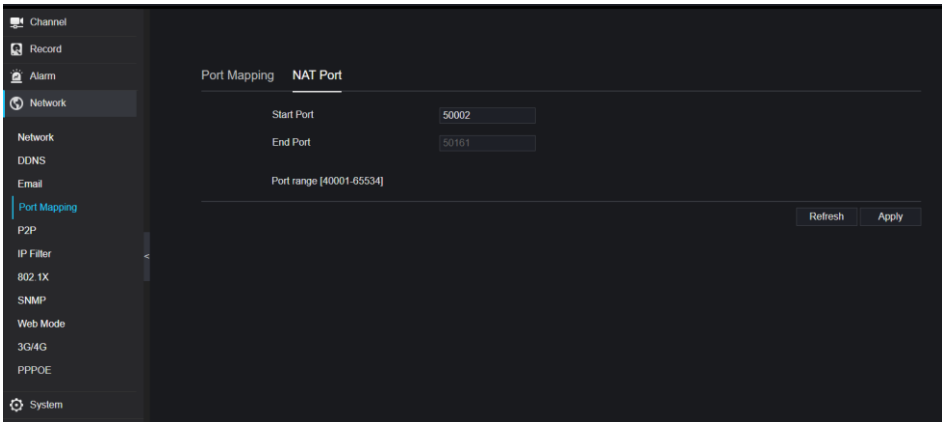 Channel
Record
Alarm
Network
Network
DDNS
Email
Port Mapping
P2P
IP Filter
802.1X
SNMP
Web Mode
3G/4G
PPPOE
System
Port Mapping NAT Port
Start Port 50002
End Port 50161
Port range [40001-65534]
Refresh Apply
<